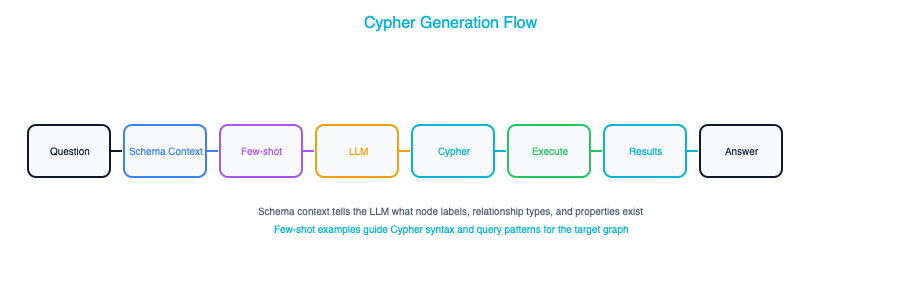 Cypher Generation Flow
Question
Schema Context
Few-shot
LLM
Cypher
Execute
Results
Answer
Schema context tells the LLM what node labels, relationship types, and properties exist
Few-shot examples guide Cypher syntax and query patterns for the target graph